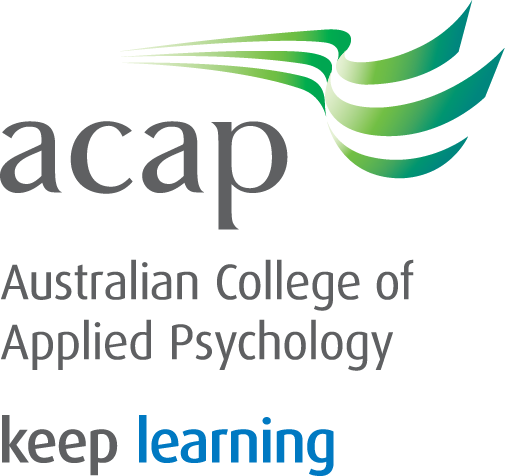 acap
Australian College of
Applied Psychology
keep learning